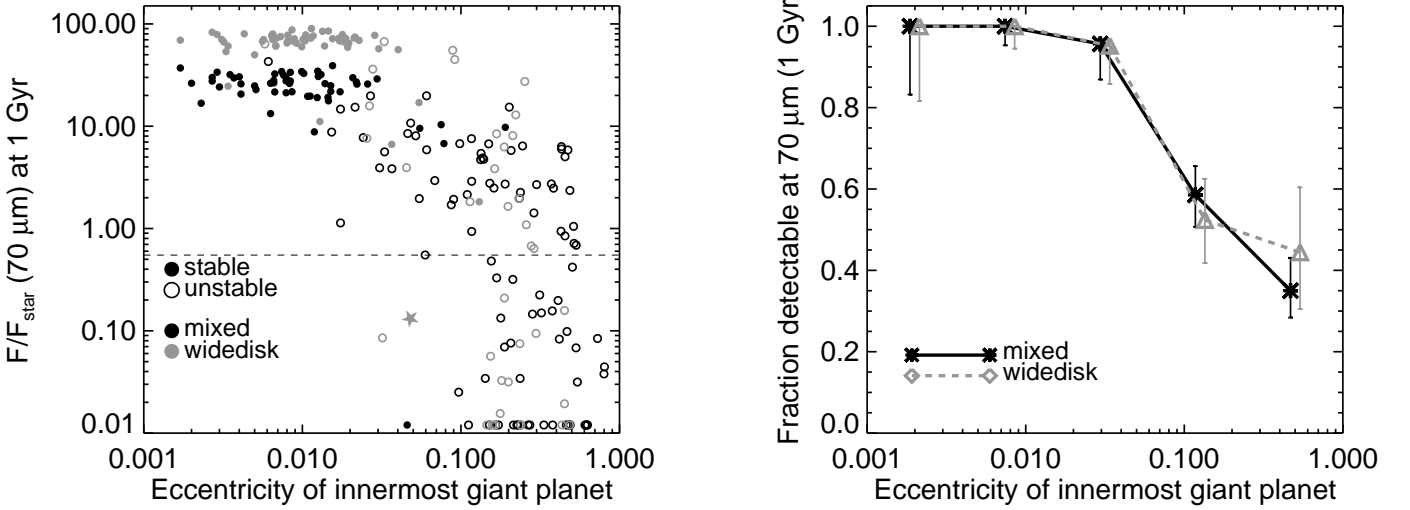 F/F_star (70 μm) at 1 Gyr
100.00
10.00
1.00
0.10
0.01
stable
unstable
mixed
widedisk
0.001
0.010
0.100
1.000
Eccentricity of innermost giant planet
Fraction detectable at 70 μm (1 Gyr
1.0
0.8
0.6
0.4
0.2
0.0
mixed
widedisk
0.001
0.010
0.100
1.000
Eccentricity of innermost giant planet